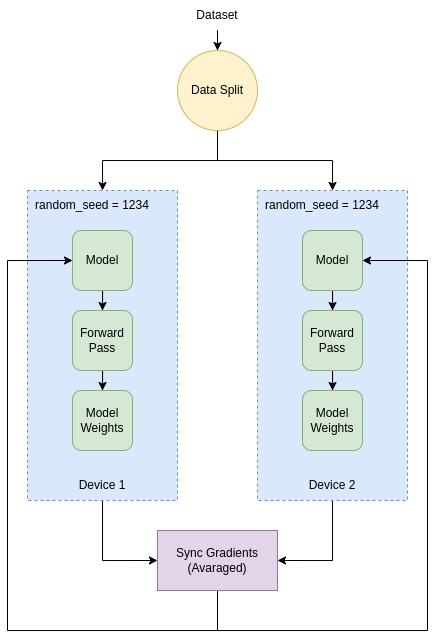 Dataset
Data Split
random_seed = 1234
Model
Forward
Pass
Model
Weights
Device 1
random_seed = 1234
Model
Forward
Pass
Model
Weights
Device 2
Sync Gradients
(Avaraged)